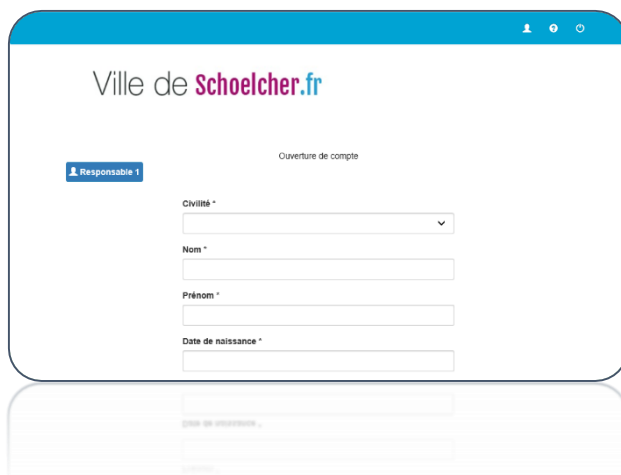 Ville de Schoelcher.fr
Ouverture de compte
Responsable 1
Civilité *
Nom *
Prénom *
Date de naissance *